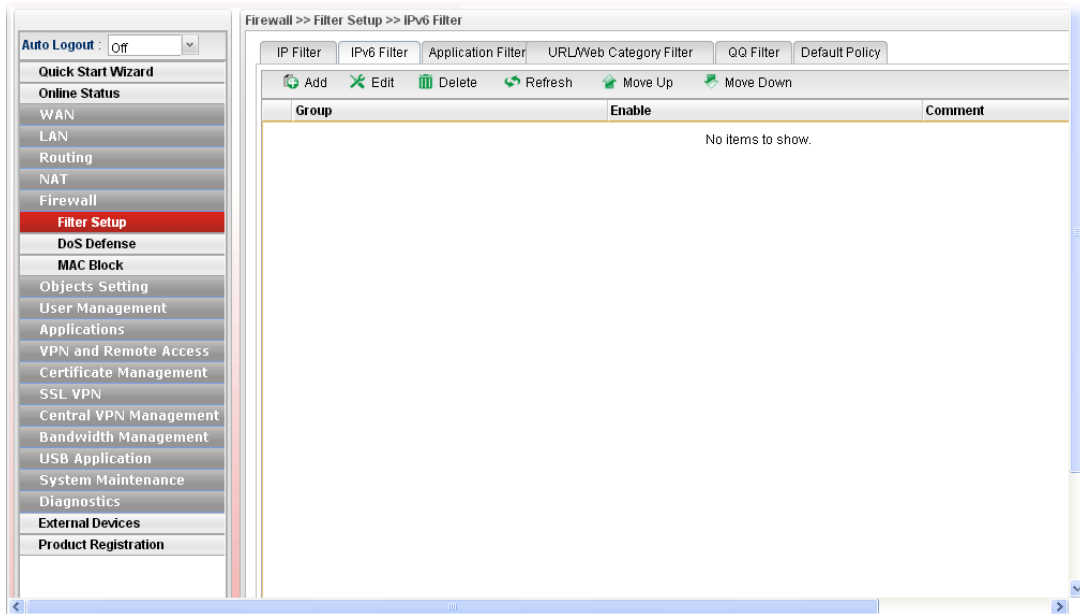 Firewall >> Filter Setup >> IPv6 Filter
Auto Logout : Off
Quick Start Wizard
Online Status
WAN
LAN
Routing
NAT
Firewall
Filter Setup
DoS Defense
MAC Block
Objects Setting
User Management
Applications
VPN and Remote Access
Certificate Management
SSL VPN
Central VPN Management
Bandwidth Management
USB Application
System Maintenance
Diagnostics
External Devices
Product Registration
IP Filter IPv6 Filter Application Filter URL/Web Category Filter QQ Filter Default Policy
Add Edit Delete Refresh Move Up Move Down
Group Enable Comment
No items to show.